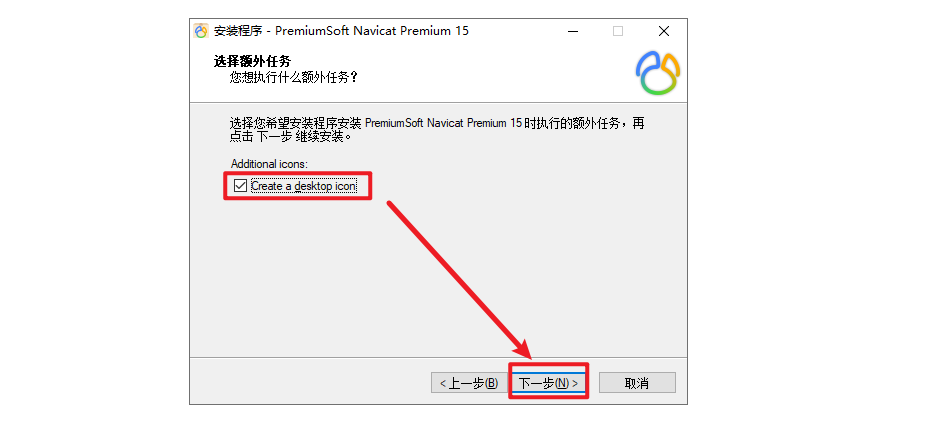 安装程序 - PremiumSoft Navicat Premium 15
选择额外任务
您想执行什么额外任务？
选择您希望安装程序安装 PremiumSoft Navicat Premium 15 时执行的额外任务，再
点击 下一步 继续安装。
Additional icons:
Create a desktop icon
< 上一步(B)
下一步(N) >
取消